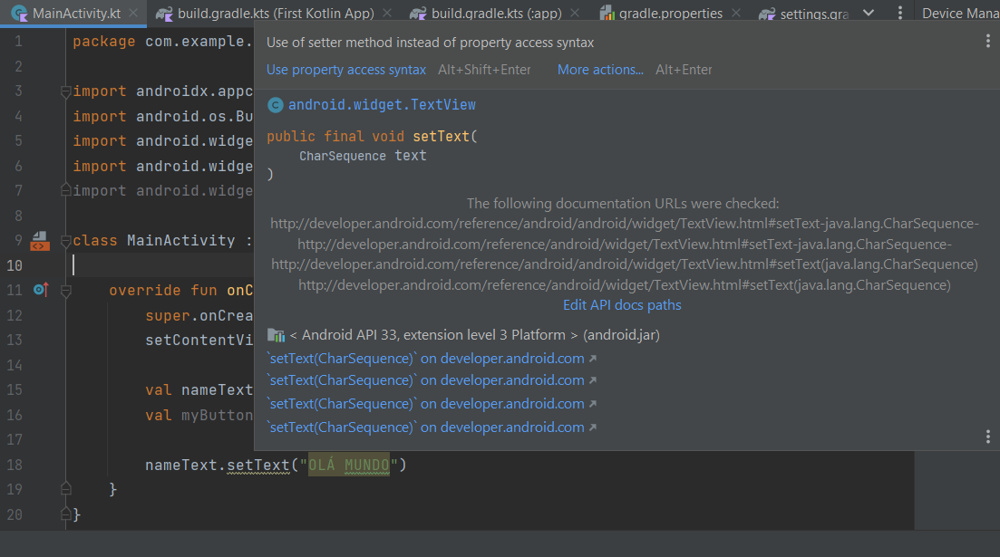 MainActivity.kt build.gradle.kts (First Kotlin App) build.gradle.kts (:app) gradle.properties settings.gra Device Mana
1 package com.example.
2
3 import androidx.appc
4 import android.os.Bu
5 import android.widge
6 import android.widge
7 import android.widge
8
9 class MainActivity :
10
11 override fun onC
12 super.onCrea
13 setContentVi
14
15 val nameText
16 val myButton
17
18 nameText.setText("OLÁ MUNDO")
19 }
20 }
Use of setter method instead of property access syntax
Use property access syntax Alt+Shift+Enter More actions... Alt+Enter
C android.widget.TextView
public final void setText(
CharSequence text
)
The following documentation URLs were checked:
http://developer.android.com/reference/android/android/widget/TextView.html#setText-java.lang.CharSequence-
http://developer.android.com/reference/android/widget/TextView.html#setText-java.lang.CharSequence-
http://developer.android.com/reference/android/android/widget/TextView.html#setText(java.lang.CharSequence)
http://developer.android.com/reference/android/widget/TextView.html#setText(java.lang.CharSequence)
Edit API docs paths
< Android API 33, extension level 3 Platform > (android.jar)
`setText(CharSequence)` on developer.android.com
`setText(CharSequence)` on developer.android.com
`setText(CharSequence)` on developer.android.com
`setText(CharSequence)` on developer.android.com